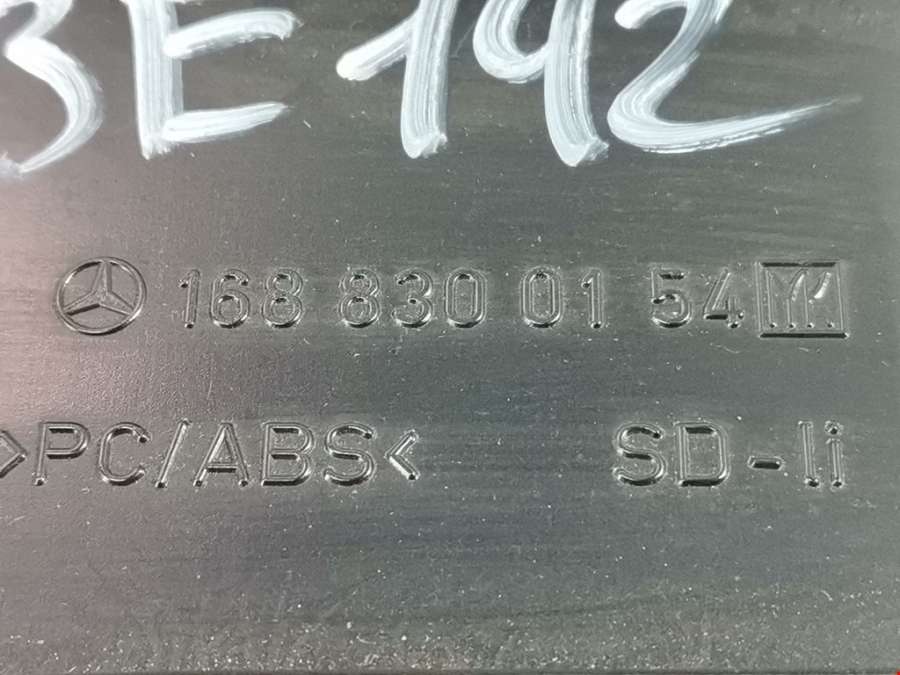 3E192
168 830 01 54
>PC/ABS< SD-li